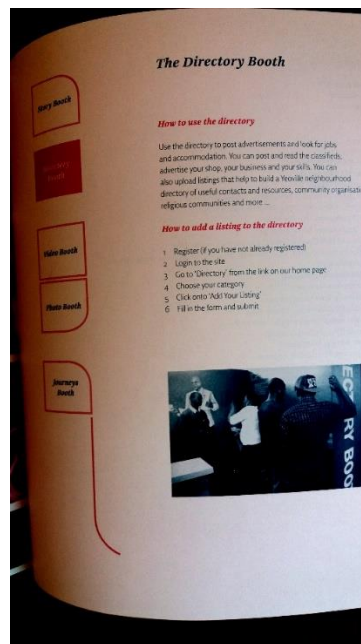 The Directory Booth
Story Booth
Directory
Booth
Video Booth
Photo Booth
Journeys
Booth
How to use the directory
Use the directory to post advertisements and look for jobs
and accommodation. You can post and read the classifieds,
advertise your shop, your business and your skills. You can
also upload listings that help to build a Yeoville neighbourhood
directory of useful contacts and resources, community organisatio
religious communities and more ...
How to add a listing to the directory
1 Register (if you have not already registered)
2 Login to the site
3 Go to 'Directory' from the link on our home page
4 Choose your category
5 Click onto 'Add Your Listing'
6 Fill in the form and submit